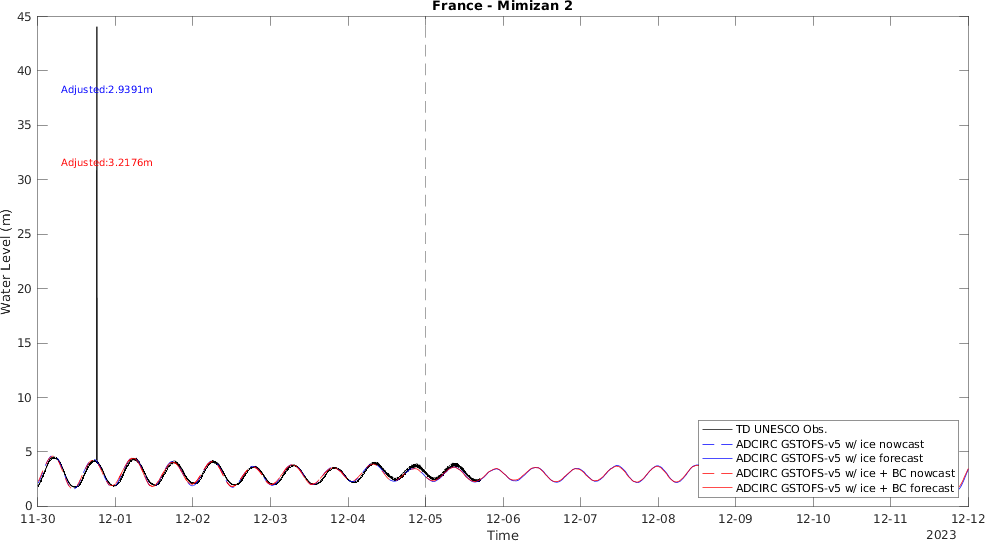 France - Mimizan 2
45
40
35
30
25
20
15
10
5
0
Water Level (m)
Adjusted:2.9391m
Adjusted:3.2176m
TD UNESCO Obs.
ADCIRC GSTOFS-v5 w/ ice nowcast
ADCIRC GSTOFS-v5 w/ ice forecast
ADCIRC GSTOFS-v5 w/ ice + BC nowcast
ADCIRC GSTOFS-v5 w/ ice + BC forecast
11-30 12-01 12-02 12-03 12-04 12-05 12-06 12-07 12-08 12-09 12-10 12-11 12-12
Time
2023